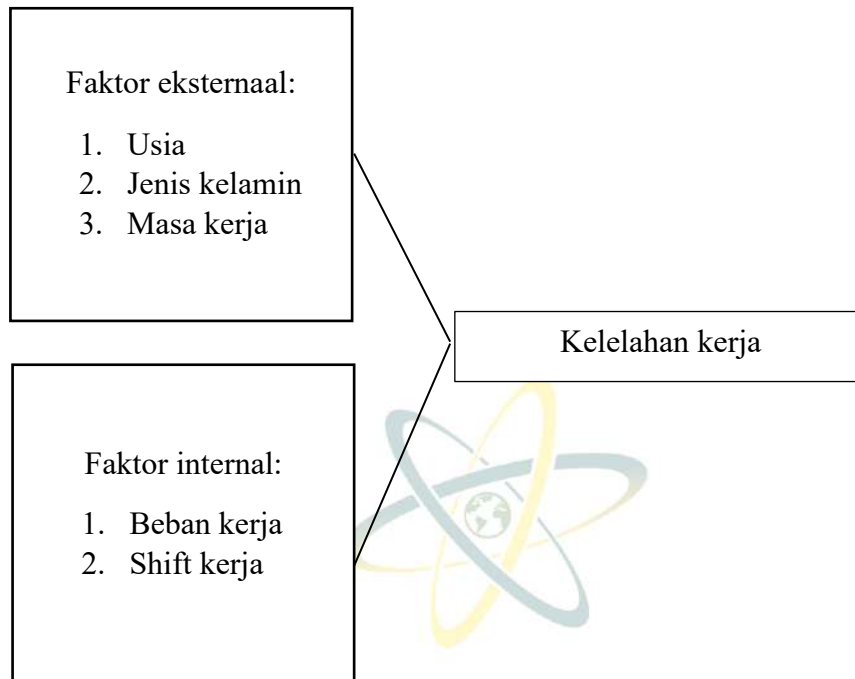 Faktor eksternaal:
1. Usia
2. Jenis kelamin
3. Masa kerja
Kelelahan kerja
Faktor internal:
1. Beban kerja
2. Shift kerja